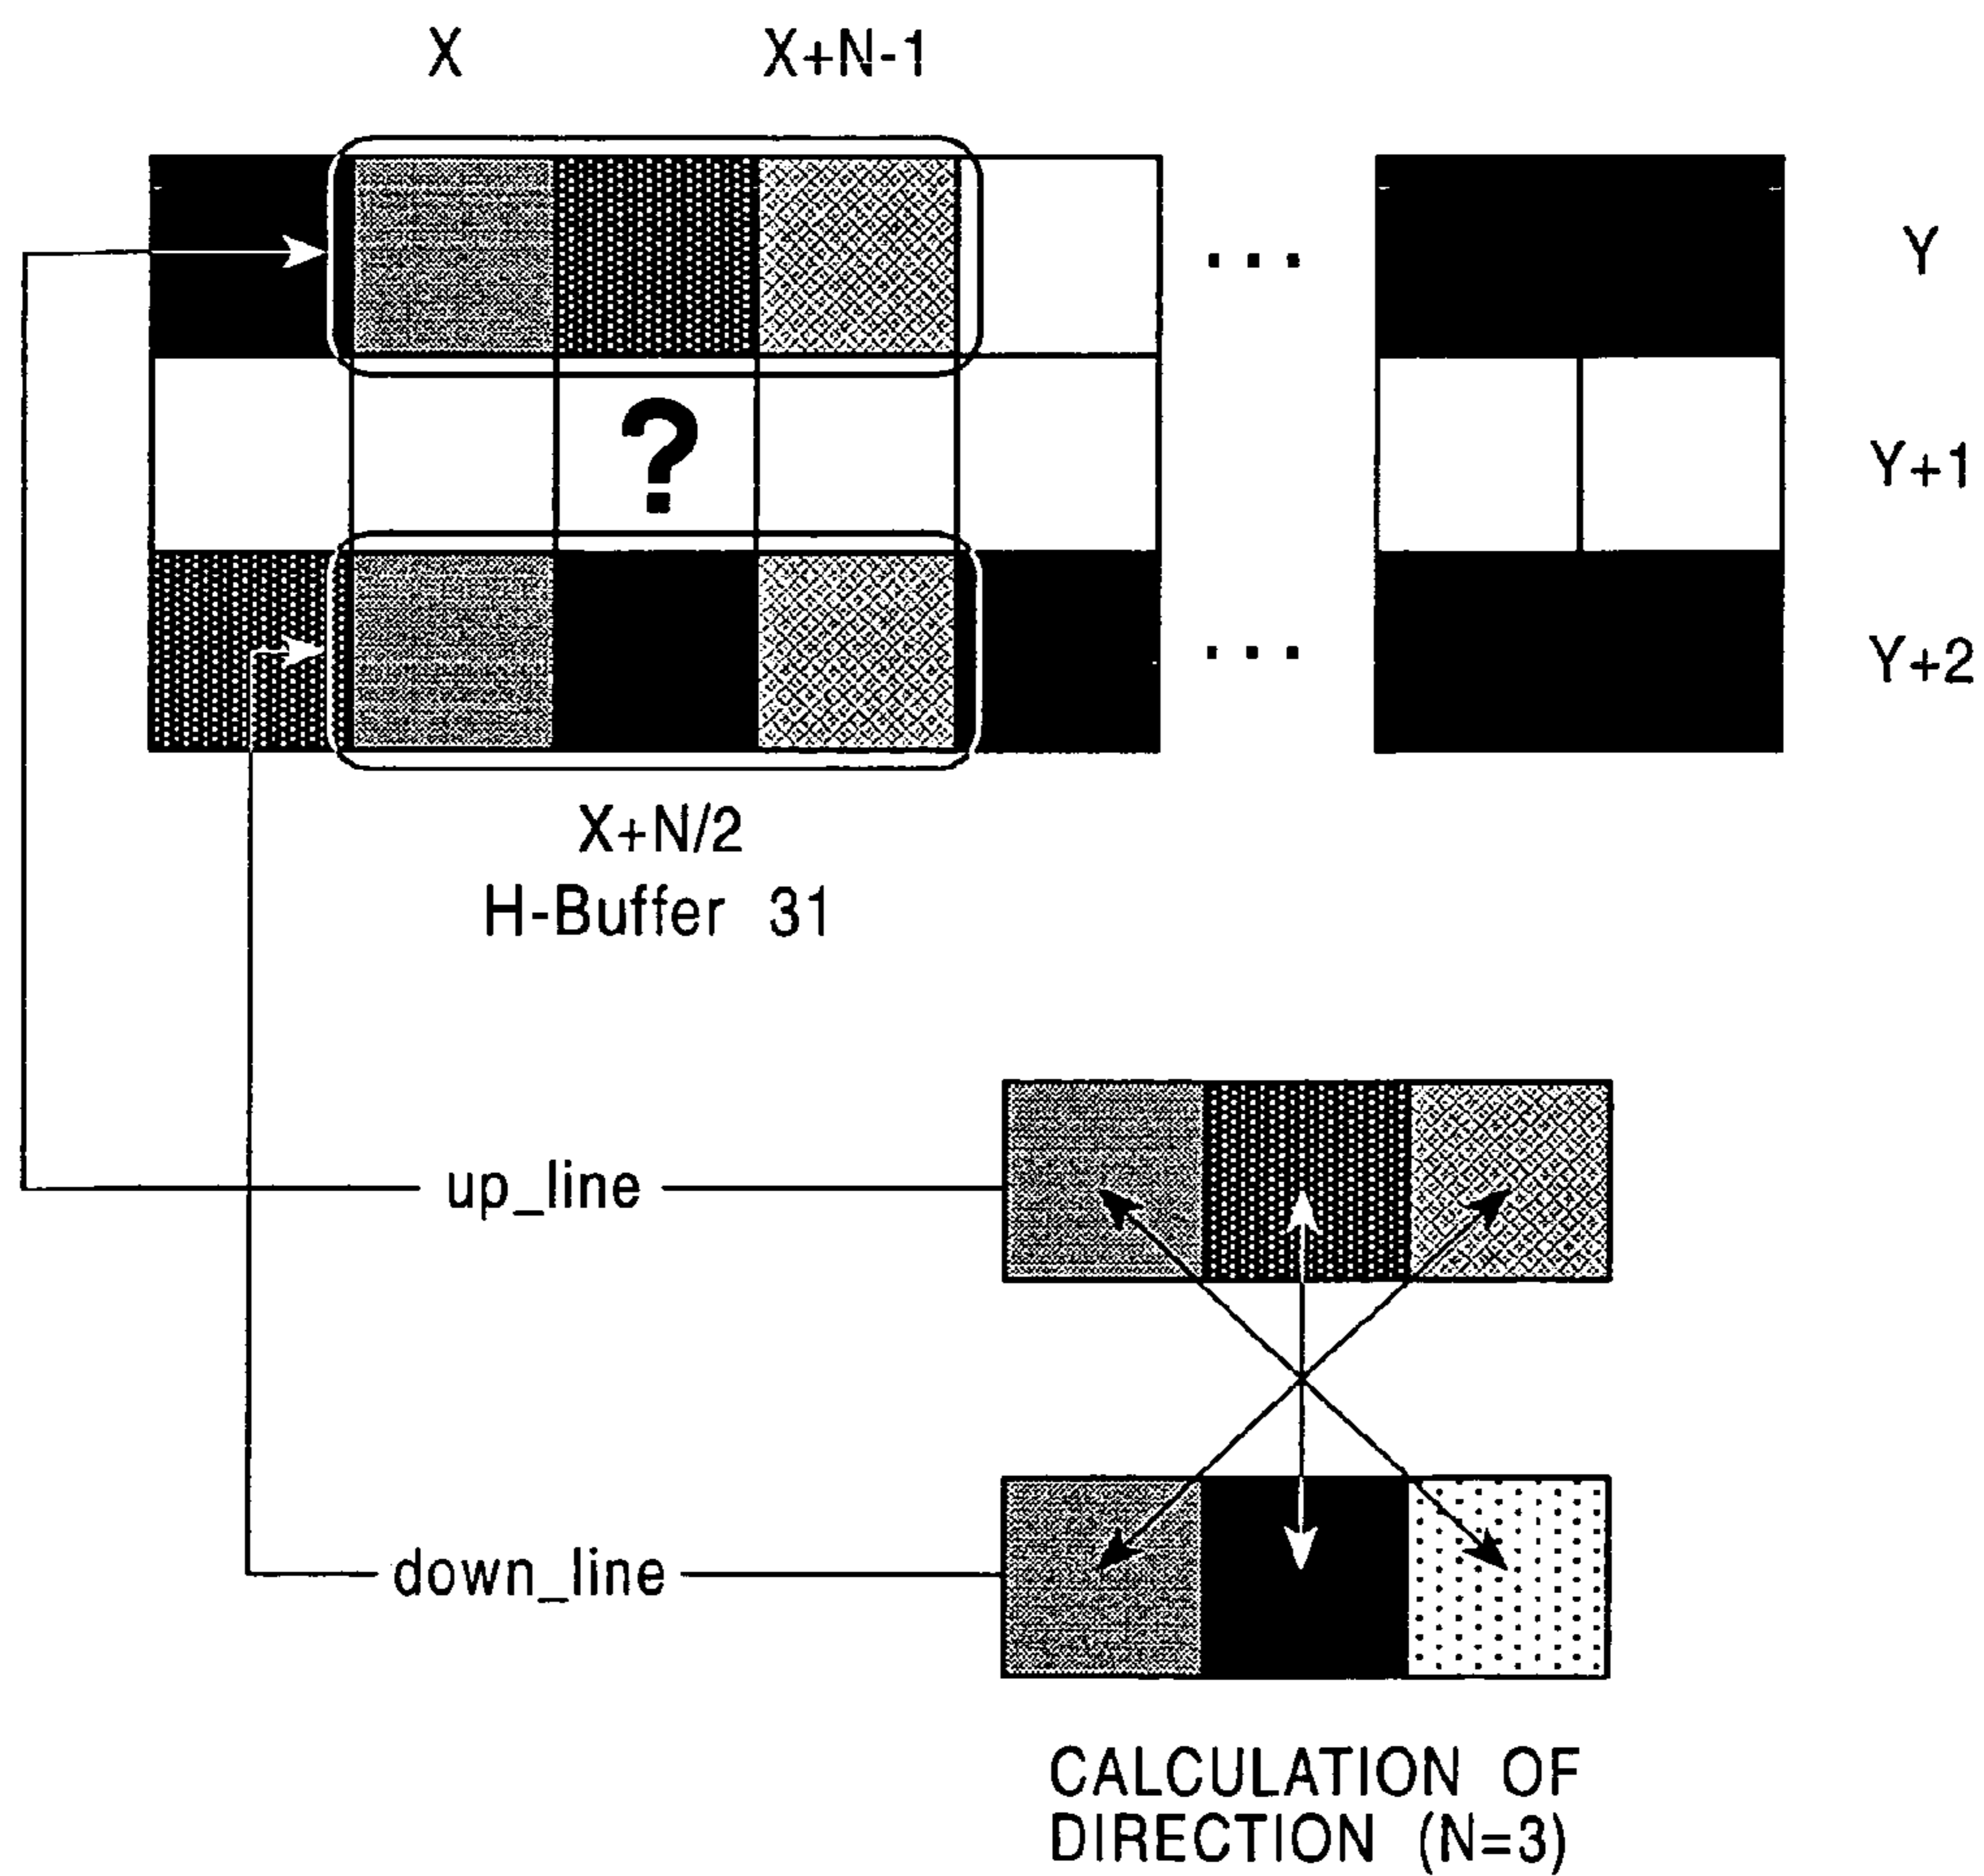 X X+N-1
... Y
? Y+1
... Y+2
X+N/2
H-Buffer 31
up_line
down_line
CALCULATION OF
DIRECTION (N=3)